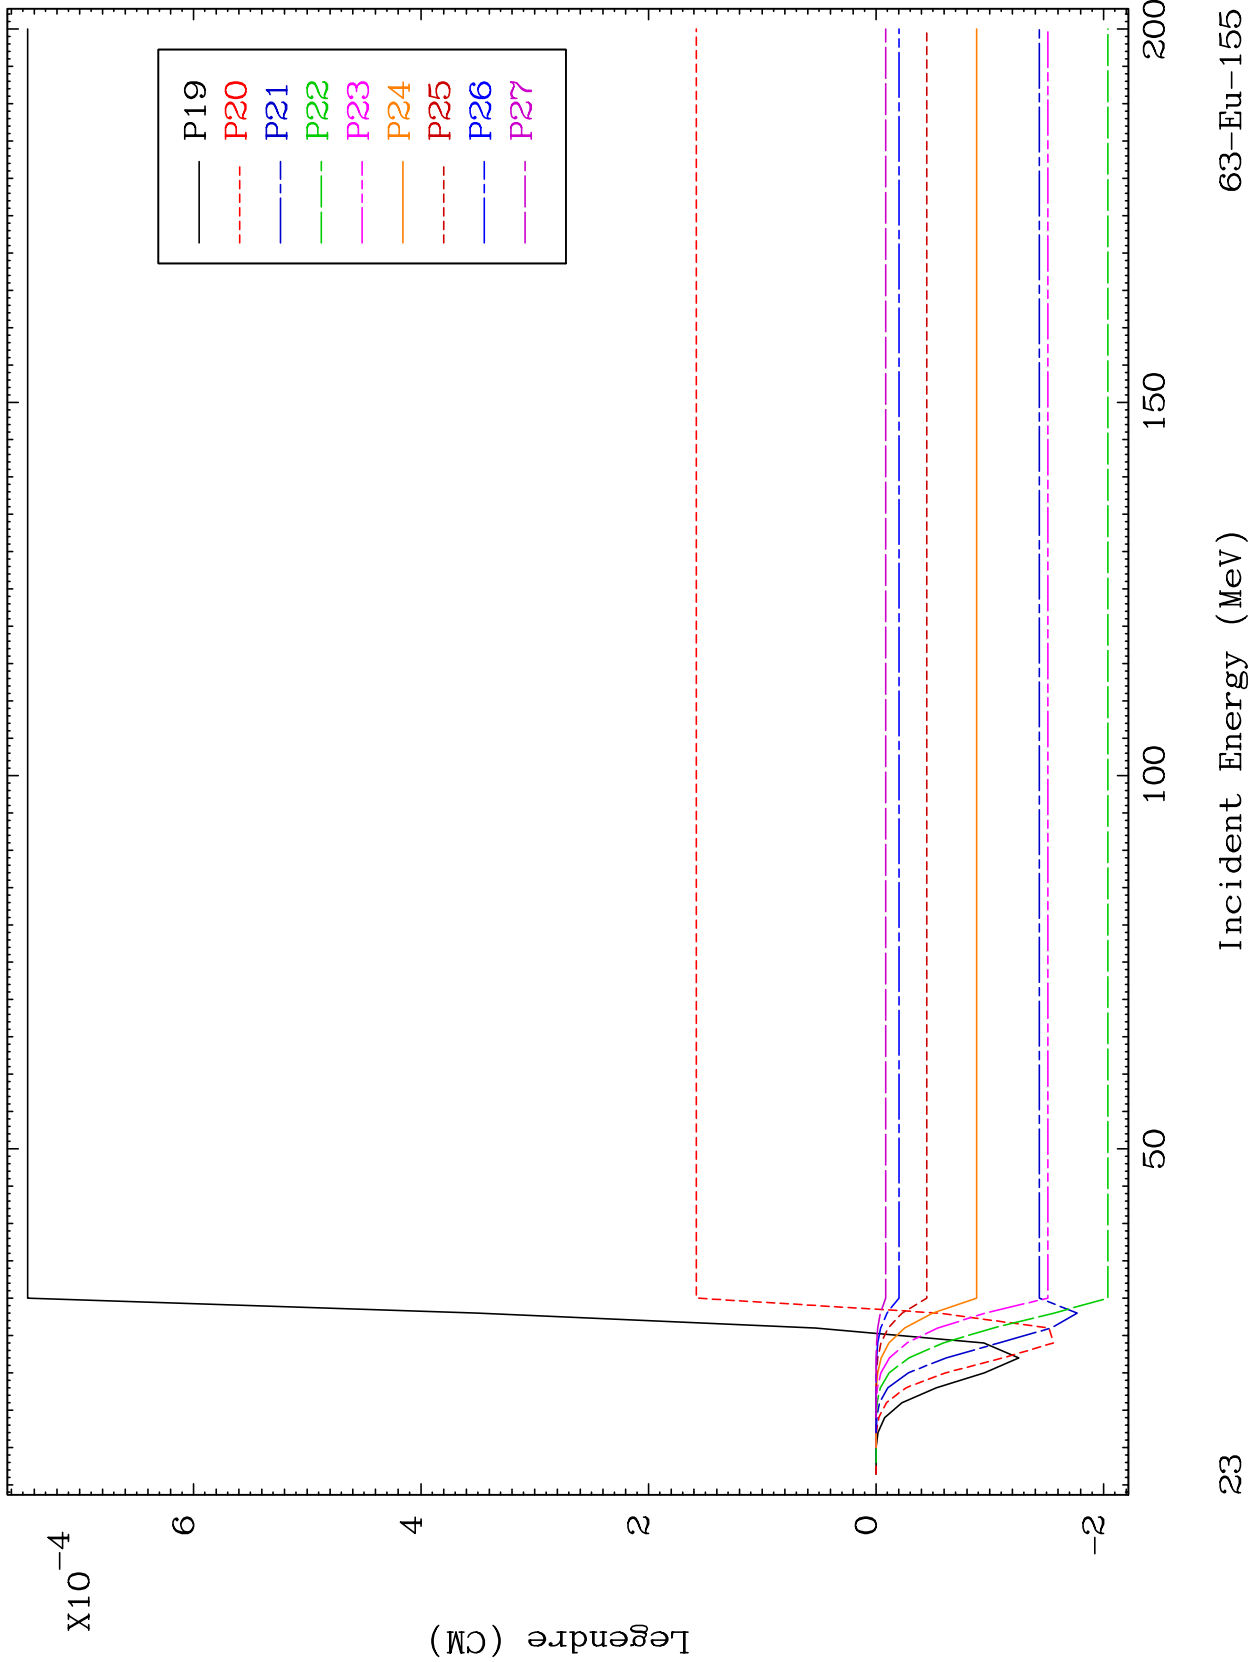 X10-4
6
4
2
0
-2
Legendre (CM)
P19
P20
P21
P22
P23
P24
P25
P26
P27
50
100
150
200
23
Incident Energy (MeV)
63-Eu-155